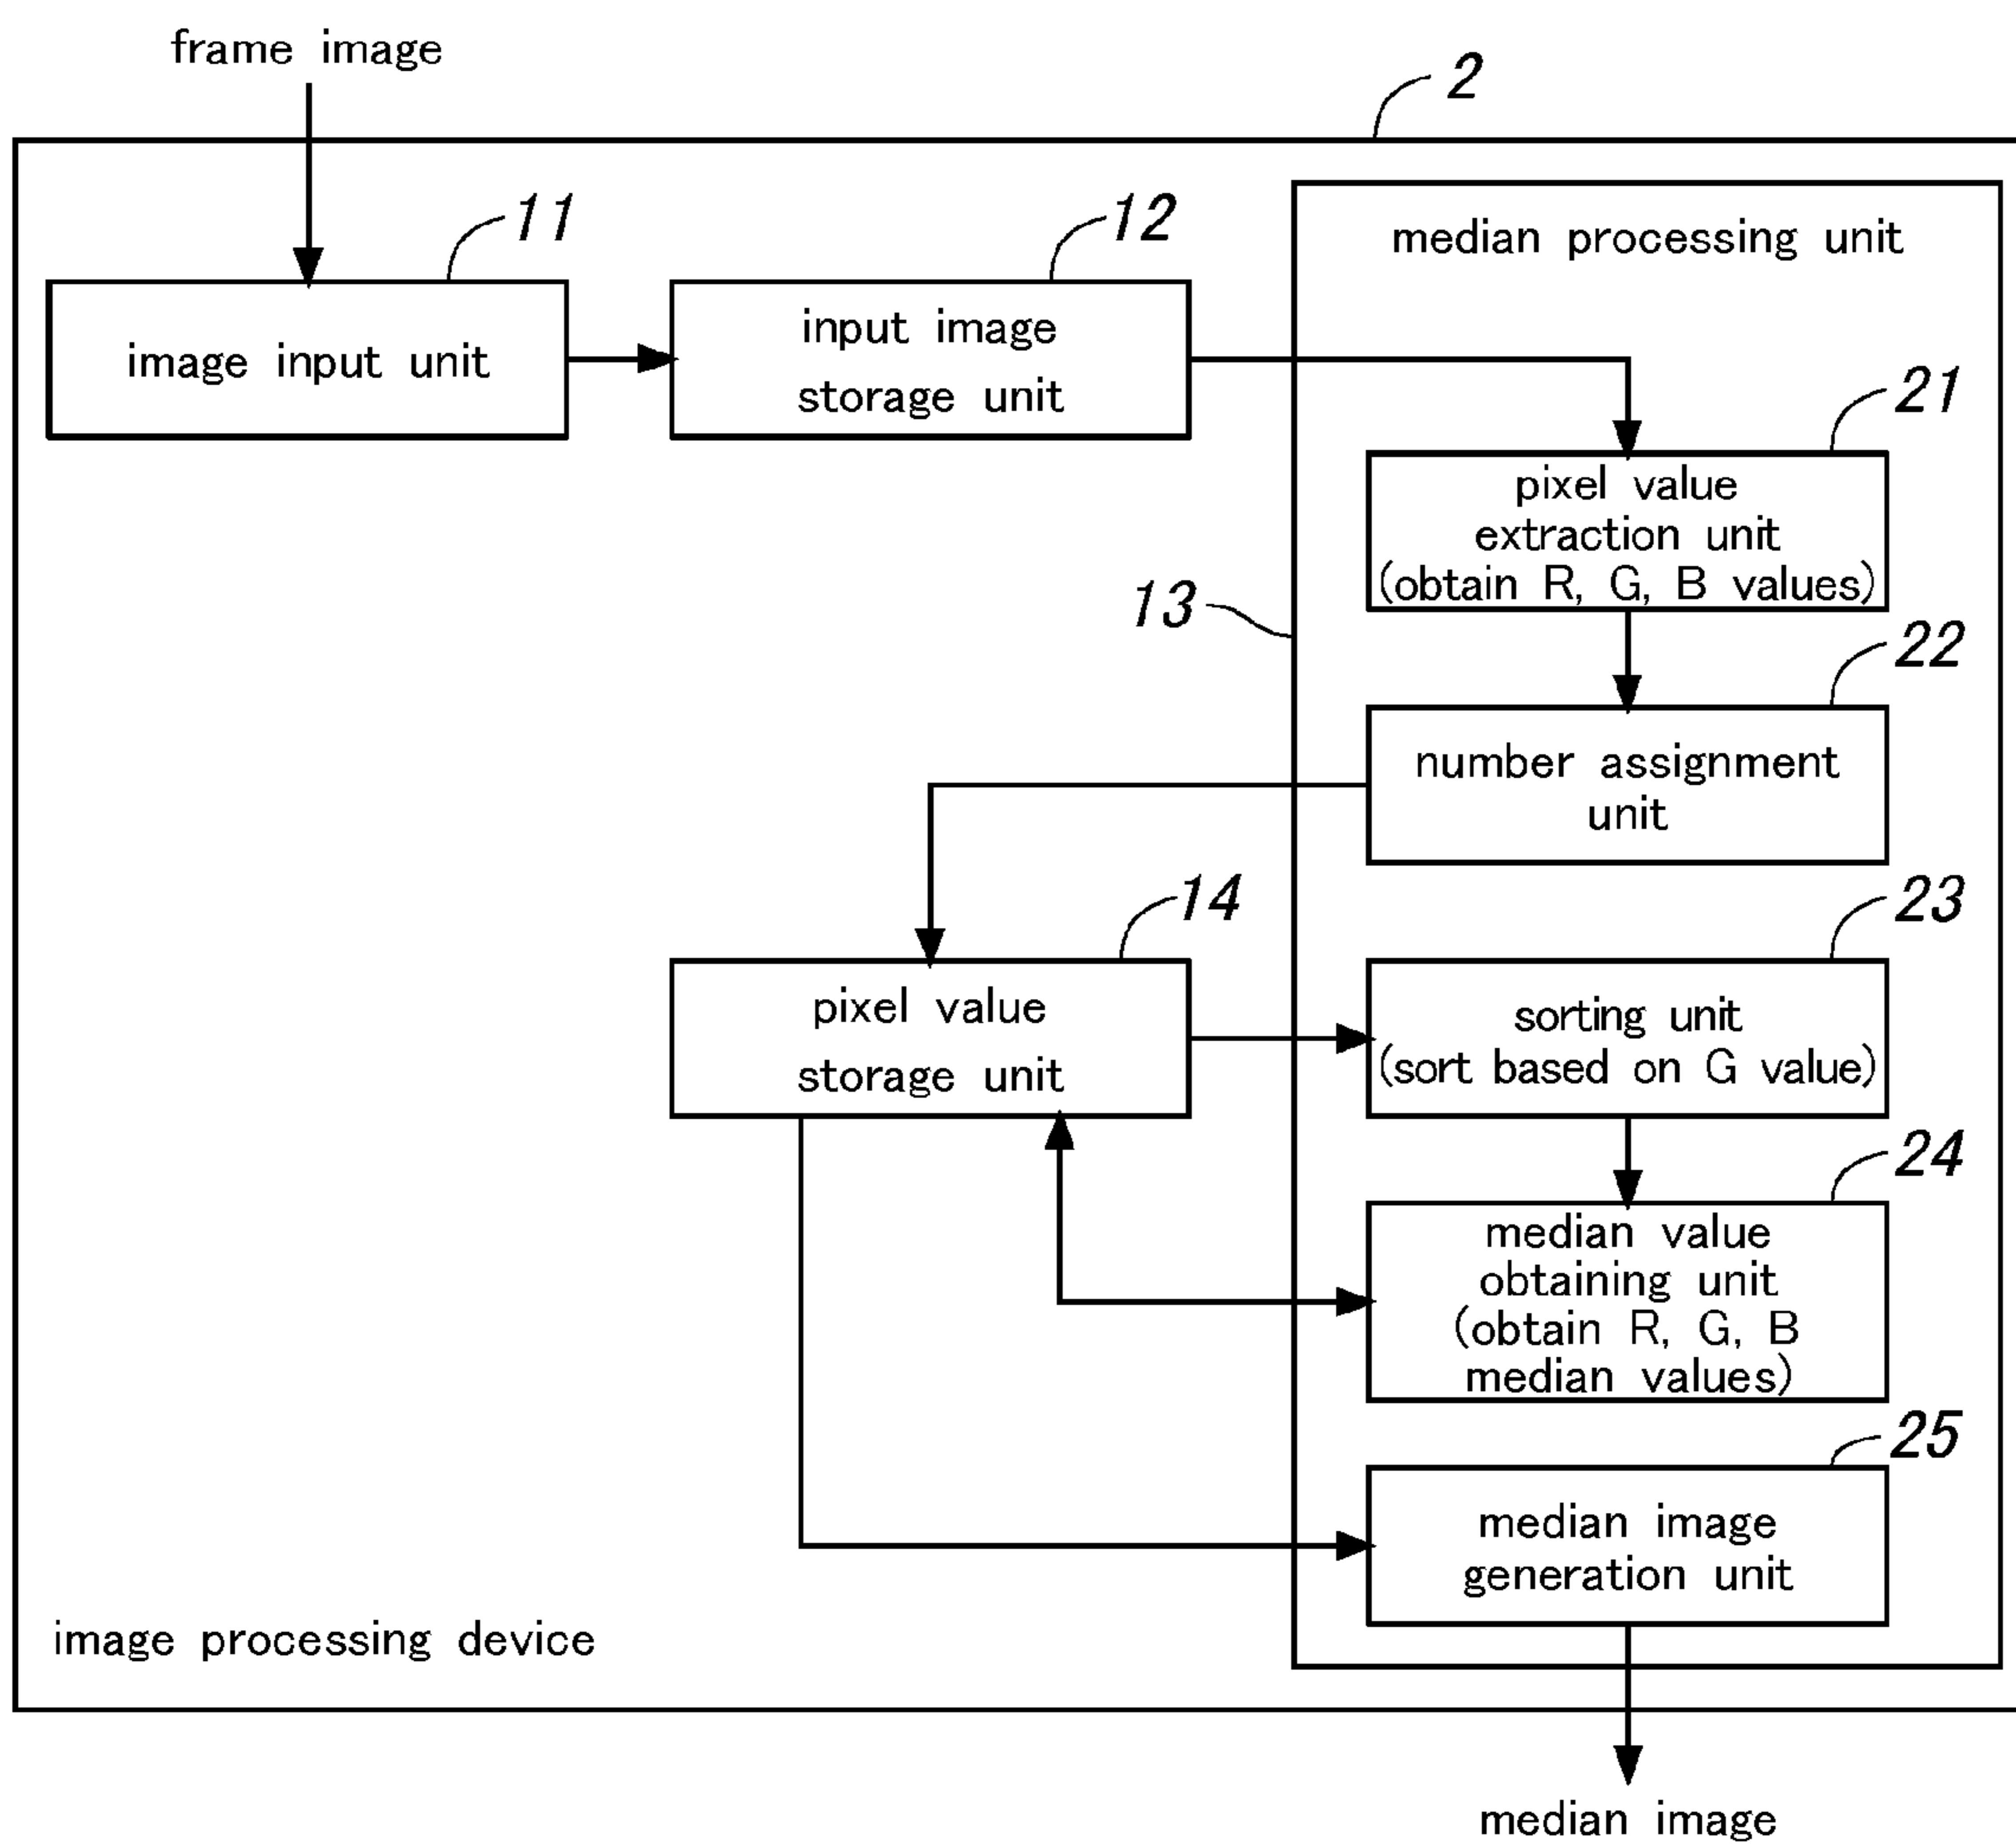 frame image
2
11
12
median processing unit
image input unit
input image
storage unit
21
pixel value
extraction unit
(obtain R, G, B values)
13
22
number assignment
unit
14
23
pixel value
storage unit
sorting unit
(sort based on G value)
24
median value
obtaining unit
(obtain R, G, B
median values)
25
median image
generation unit
image processing device
median image